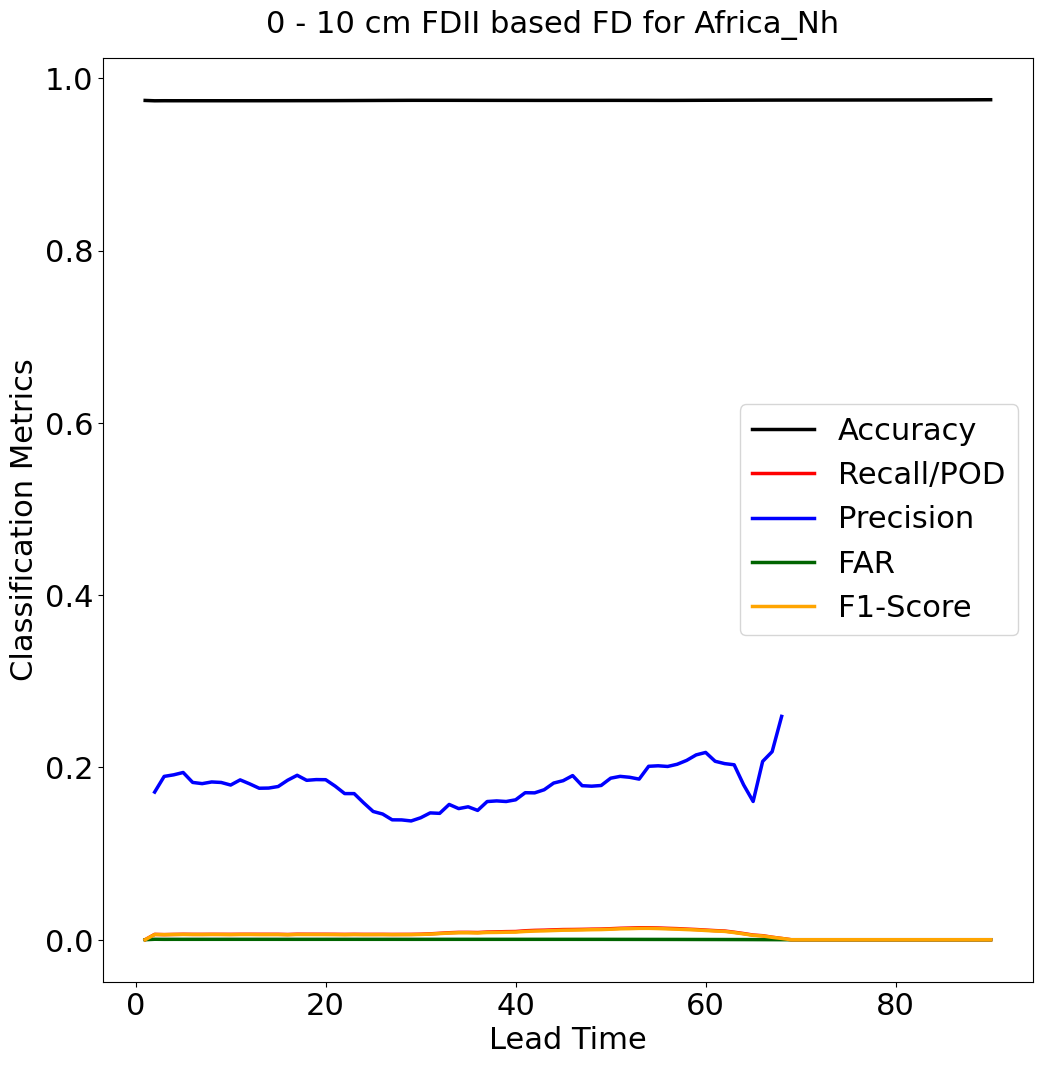 0 - 10 cm FDII based FD for Africa_Nh
1.0
0.8
0.6
0.4
0.2
0.0
Classification Metrics
Accuracy
Recall/POD
Precision
FAR
F1-Score
0 20 40 60 80
Lead Time